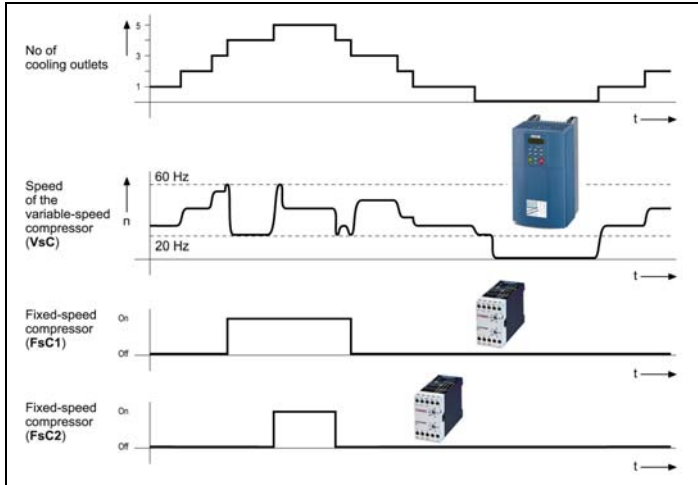 No of
cooling outlets
5
3
1
t
Speed
of the
variable-speed
compressor
(VsC)
n
60 Hz
20 Hz
t
Fixed-speed
compressor
(FsC1)
On
Off
t
Fixed-speed
compressor
(FsC2)
On
Off
t